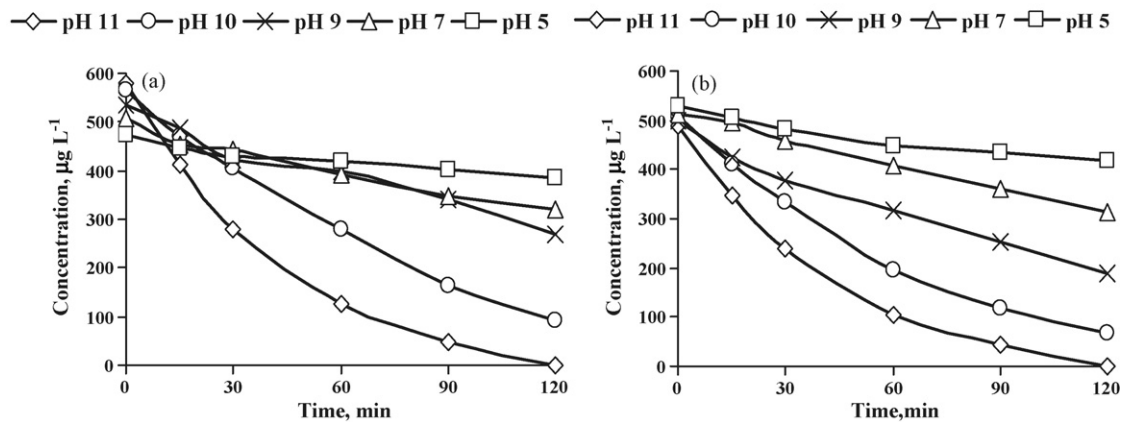 pH 11 pH 10 pH 9 pH 7 pH 5
(a)
Concentration, µg L-1
600
500
400
300
200
100
0
0 30 60 90 120
Time, min
pH 11 pH 10 pH 9 pH 7 pH 5
(b)
Concentration, µg L-1
600
500
400
300
200
100
0
0 30 60 90 120
Time,min